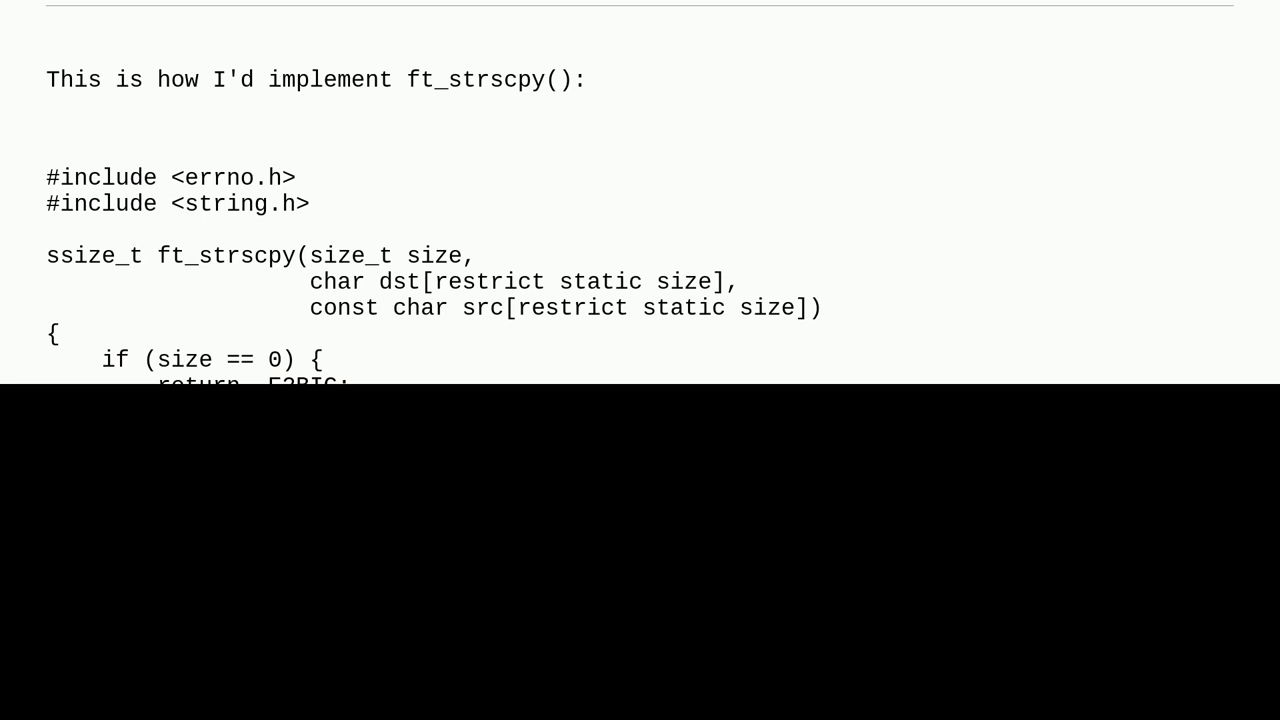 This is how I'd implement ft_strscpy():
#include <errno.h>
#include <string.h>
ssize_t ft_strscpy(size_t size,
char dst[restrict static size],
const char src[restrict static size])
{
if (size == 0) {